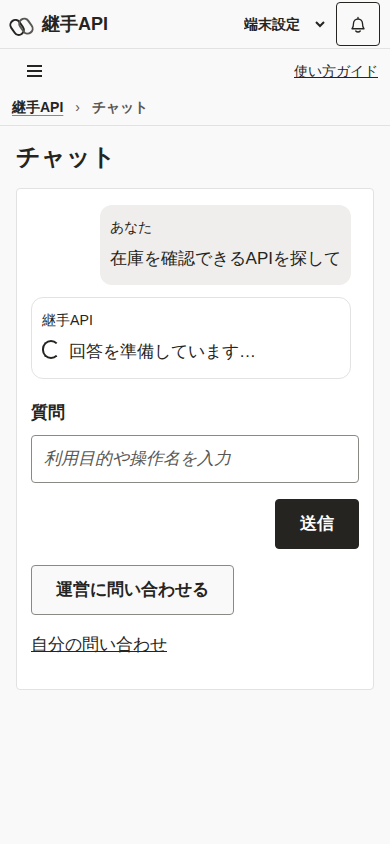 継手API
端末設定
使い方ガイド
継手API › チャット
チャット
あなた
在庫を確認できるAPIを探して
継手API
回答を準備しています…
質問
利用目的や操作名を入力
送信
運営に問い合わせる
自分の問い合わせ